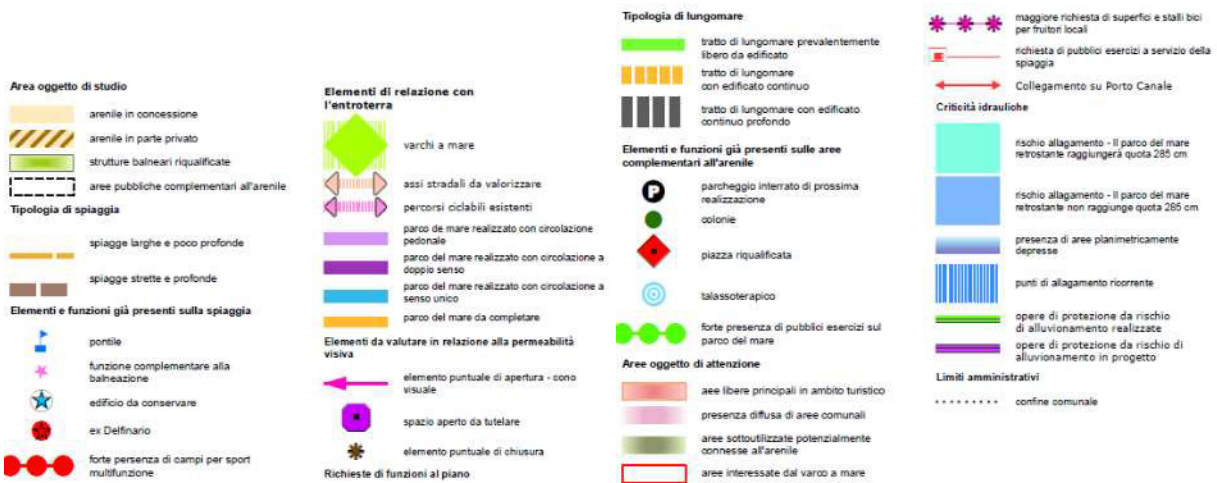 Area oggetto di studio
arenile in concessione
arenile in parte privato
strutture balneari riqualificate
aree pubbliche complementari all'arenile
Tipologia di spiaggia
spiagge larghe e poco profonde
spiagge strette e profonde
Elementi e funzioni già presenti sulla spiaggia
pontile
funzione complementare alla
balneazione
edificio da conservare
ex Delfinario
forte persenza di campi per sport
multifunzione
Elementi di relazione con
l'entroterra
varchi a mare
assi stradali da valorizzare
percorsi ciclabili esistenti
parco de mare realizzato con circolazione
pedonale
parco del mare realizzato con circolazione a
doppio senso
parco del mare realizzato con circolazione a
senso unico
parco del mare da completare
Elementi da valutare in relazione alla permeabilità
visiva
elemento puntuale di apertura - cono
visuale
spazio aperto da tutelare
elemento puntuale di chiusura
Richieste di funzioni al piano
Tipologia di lungomare
tratto di lungomare prevalentemente
libero da edificato
tratto di lungomare
con edificato continuo
tratto di lungomare con edificato
continuo profondo
Elementi e funzioni già presenti sulle aree
complementari all'arenile
P
parcheggio interrato di prossima
realizzazione
colonie
piazza riqualificata
talassoterapico
forte presenza di pubblici esercizi sul
parco del mare
Aree oggetto di attenzione
aee libere principali in ambito turistico
presenza diffusa di aree comunali
aree sottoutilizzate potenzialmente
connesse all'arenile
aree interessate dal varco a mare
maggiore richiesta di superfici e stalli bici
per fruitori locali
richiesta di pubblici esercizi a servizio della
spiaggia
Collegamento su Porto Canale
Criticità idrauliche
rischio allagamento - Il parco del mare
retrostante raggiungerà quota 285 cm
rischio allagamento - Il parco del mare
retrostante non raggiunge quota 285 cm
presenza di aree planimetricamente
depresse
punti di allagamento ricorrente
opere di protezione da rischio
di alluvionamento realizzate
opere di protezione da rischio di
alluvionamento in progetto
Limiti amministrativi
confine comunale